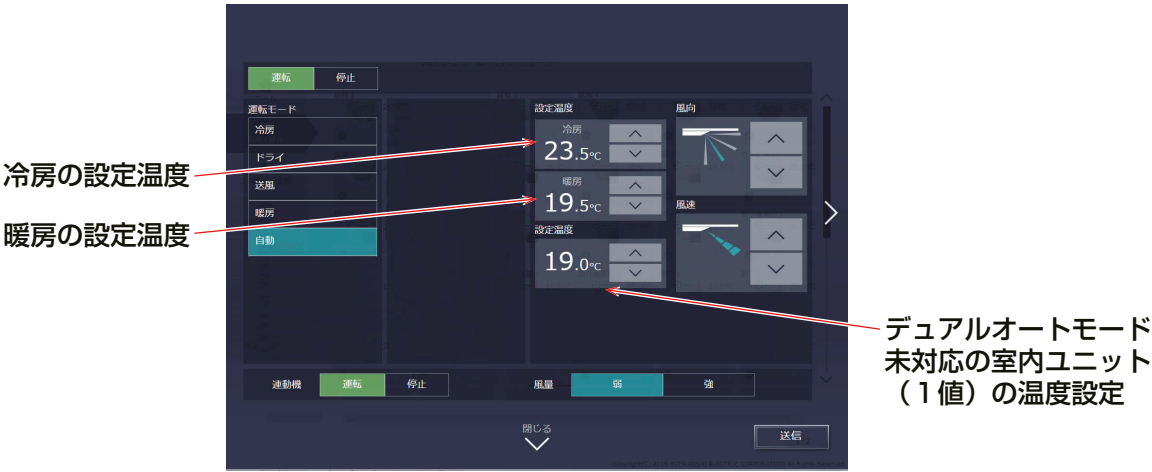 運転 停止
運転モード
冷房
ドライ
送風
暖房
自動
設定温度
冷房
23.5℃
暖房
19.5℃
設定温度
19.0℃
風向
風速
連動機 運転 停止
風量 弱 強
閉じる
送信
冷房の設定温度
暖房の設定温度
デュアルオートモード
未対応の室内ユニット
（１値）の温度設定